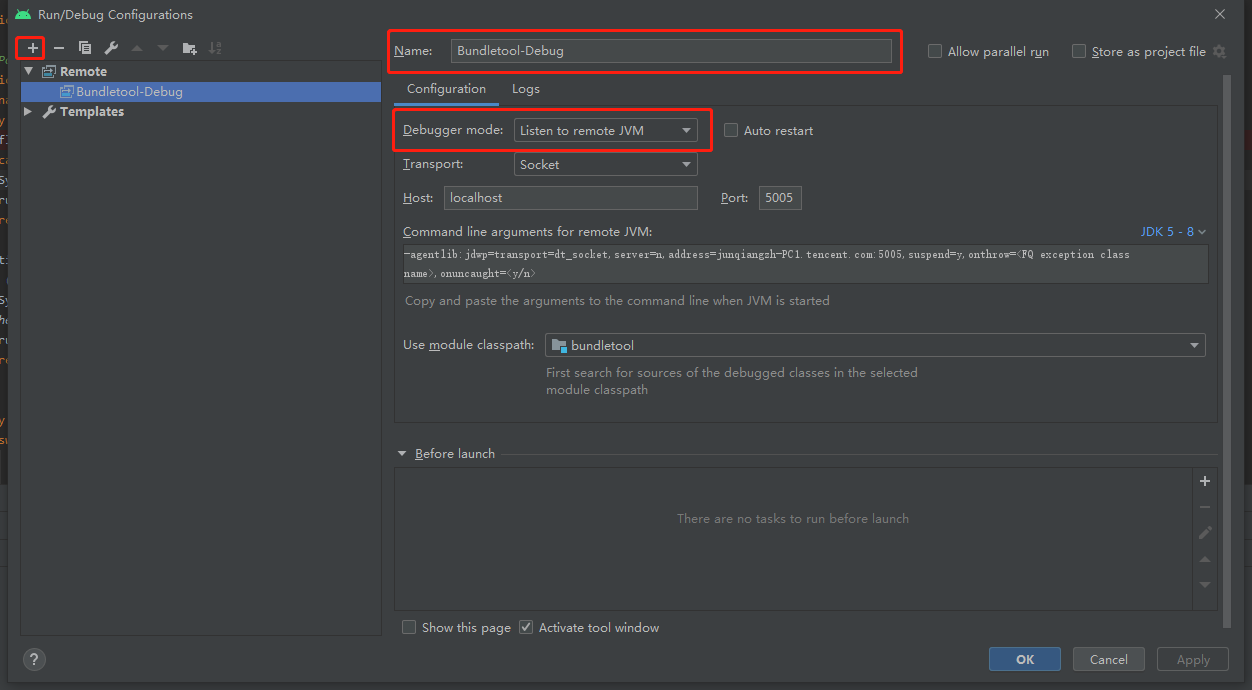 Run/Debug Configurations
Name: Bundletool-Debug
Allow parallel run
Store as project file
Remote
Bundletool-Debug
Templates
Configuration
Logs
Debugger mode: Listen to remote JVM
Auto restart
Transport: Socket
Host: localhost
Port: 5005
Command line arguments for remote JVM:
JDK 5 - 8
-agentlib:jdwp=transport=dt_socket,server=n,address=junqiangzh-PC1.tencent.com:5005,suspend=y,onthrow=<FQ exception class
name>,onuncaught=<y/n>
Copy and paste the arguments to the command line when JVM is started
Use module classpath: bundletool
First search for sources of the debugged classes in the selected
module classpath
Before launch
There are no tasks to run before launch
Show this page
Activate tool window
?
OK
Cancel
Apply